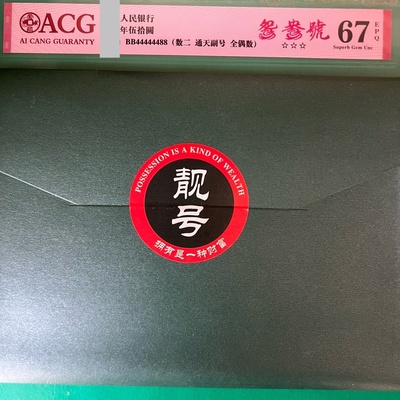 ACG
AI CANG GUARANTY
人民银行
年伍拾圆
BB44444488（数二 通天副号 全偶数）
鸳鸯號
☆☆☆
67
EPQ
Superb Gem Unc
POSSESSION IS A KIND OF WEALTH
靓号
拥有是一种财富